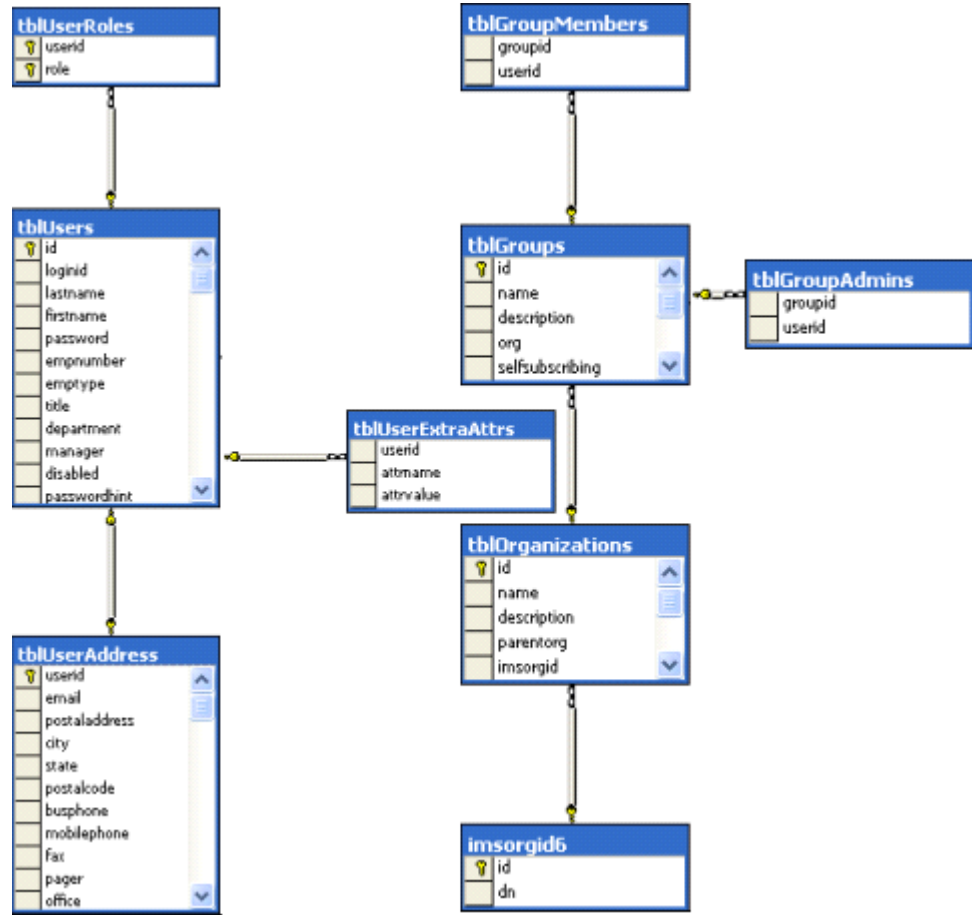 tblUserRoles
userid
role
tblUsers
id
loginid
lastname
firstname
password
empnumber
emptype
title
department
manager
disabled
passwordhint
tblUserAddress
userid
email
postaladdress
city
state
postalcode
busphone
mobilephone
fax
pager
office
tblUserExtraAttrs
userid
attrname
attrvalue
tblGroupMembers
groupid
userid
tblGroups
id
name
description
org
selfsubscribing
tblGroupAdmins
groupid
userid
tblOrganizations
id
name
description
parentorg
imsorgid
imsorgid6
id
dn